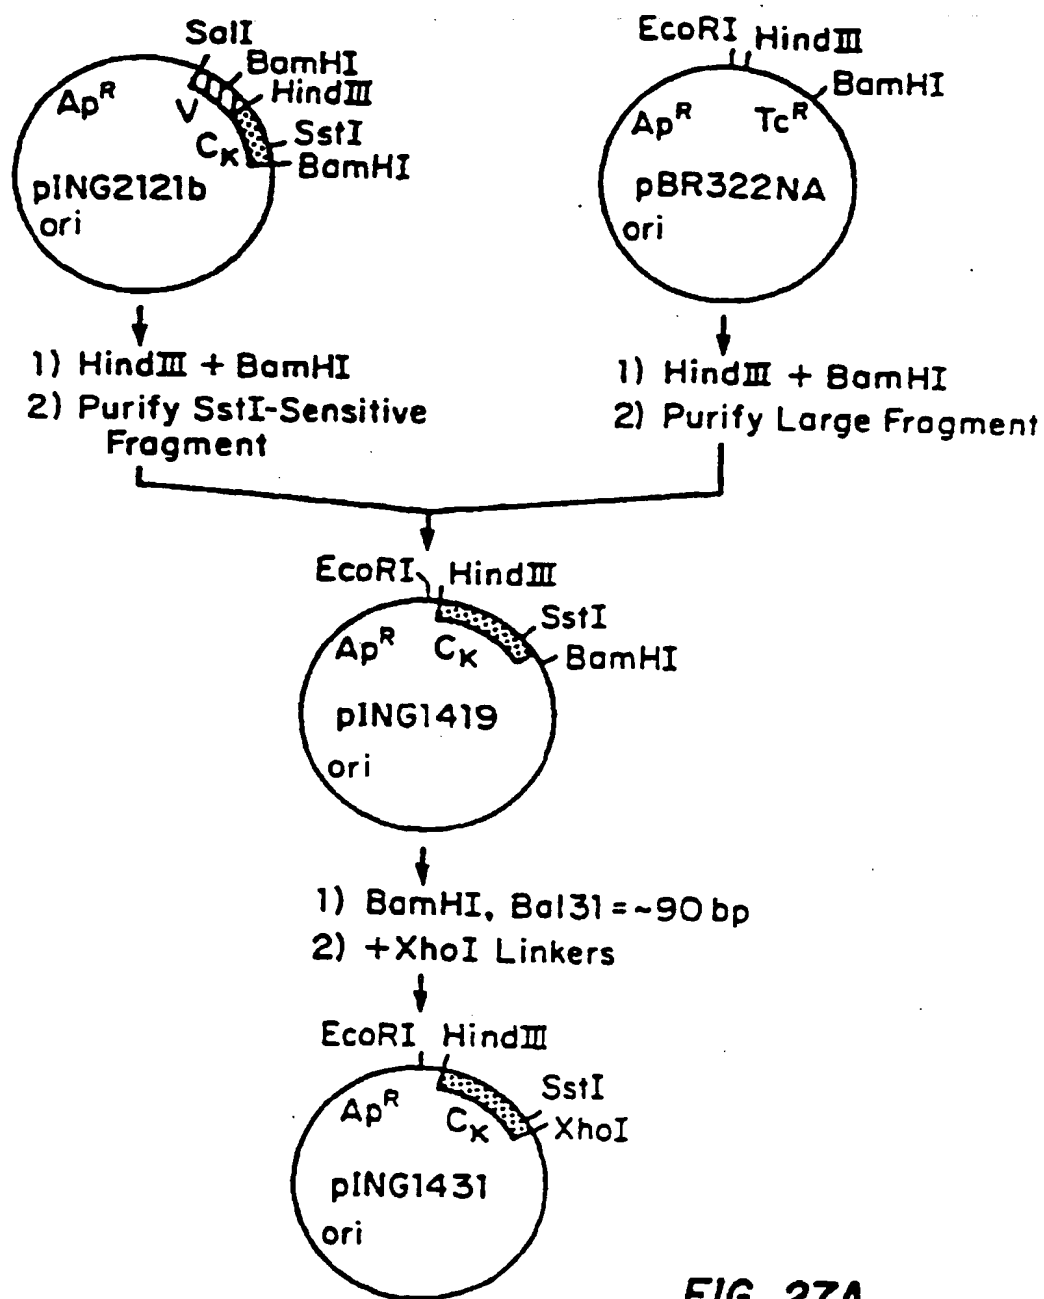 SalI
BamHI
HindIII
SstI
BamHI
Ap^R
V
C_K
pING2121b
ori
EcoRI
HindIII
BamHI
Ap^R
Tc^R
pBR322NA
ori
1) HindIII + BamHI
2) Purify SstI-Sensitive
Fragment
1) HindIII + BamHI
2) Purify Large Fragment
EcoRI
HindIII
SstI
BamHI
Ap^R
C_K
pING1419
ori
1) BamHI, Bal31 = ~90 bp
2) +XhoI Linkers
EcoRI
HindIII
SstI
XhoI
Ap^R
C_K
pING1431
ori
FIG. 27A